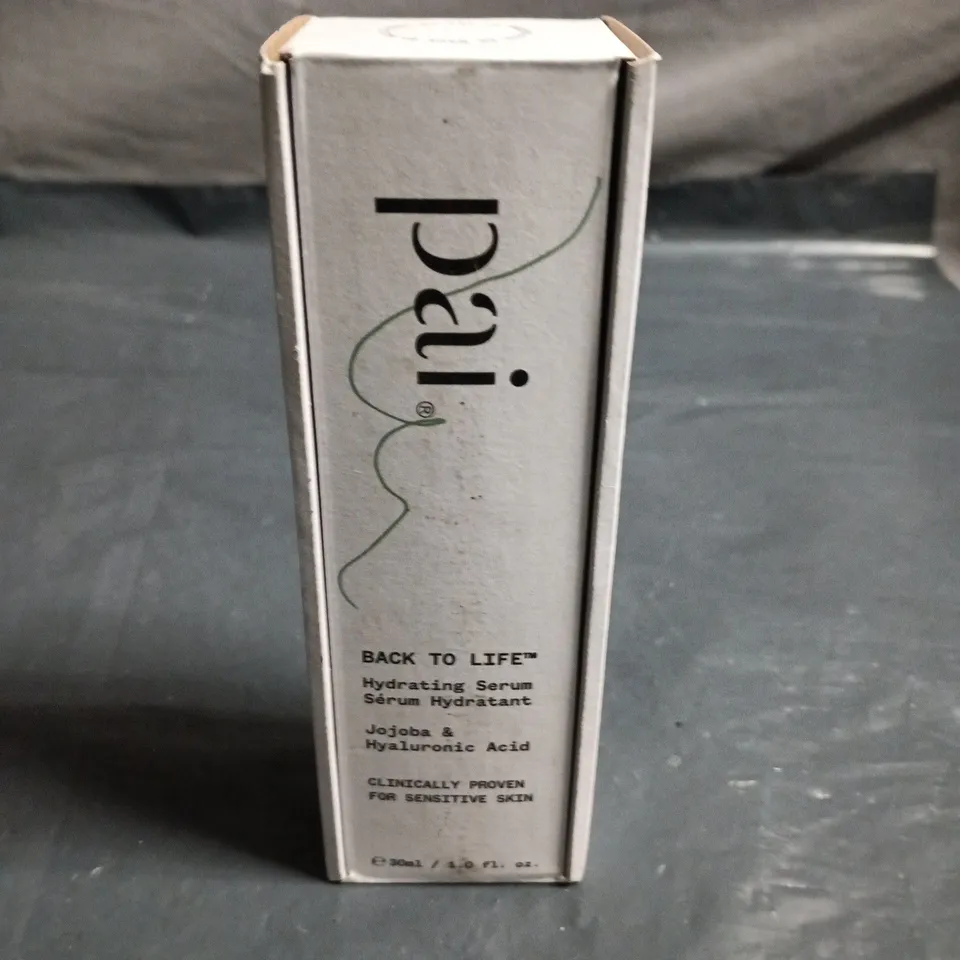 pai®
BACK TO LIFE™
Hydrating Serum
Sérum Hydratant
Jojoba &
Hyaluronic Acid
CLINICALLY PROVEN
FOR SENSITIVE SKIN
℮30ml / 1.0 fl. oz.